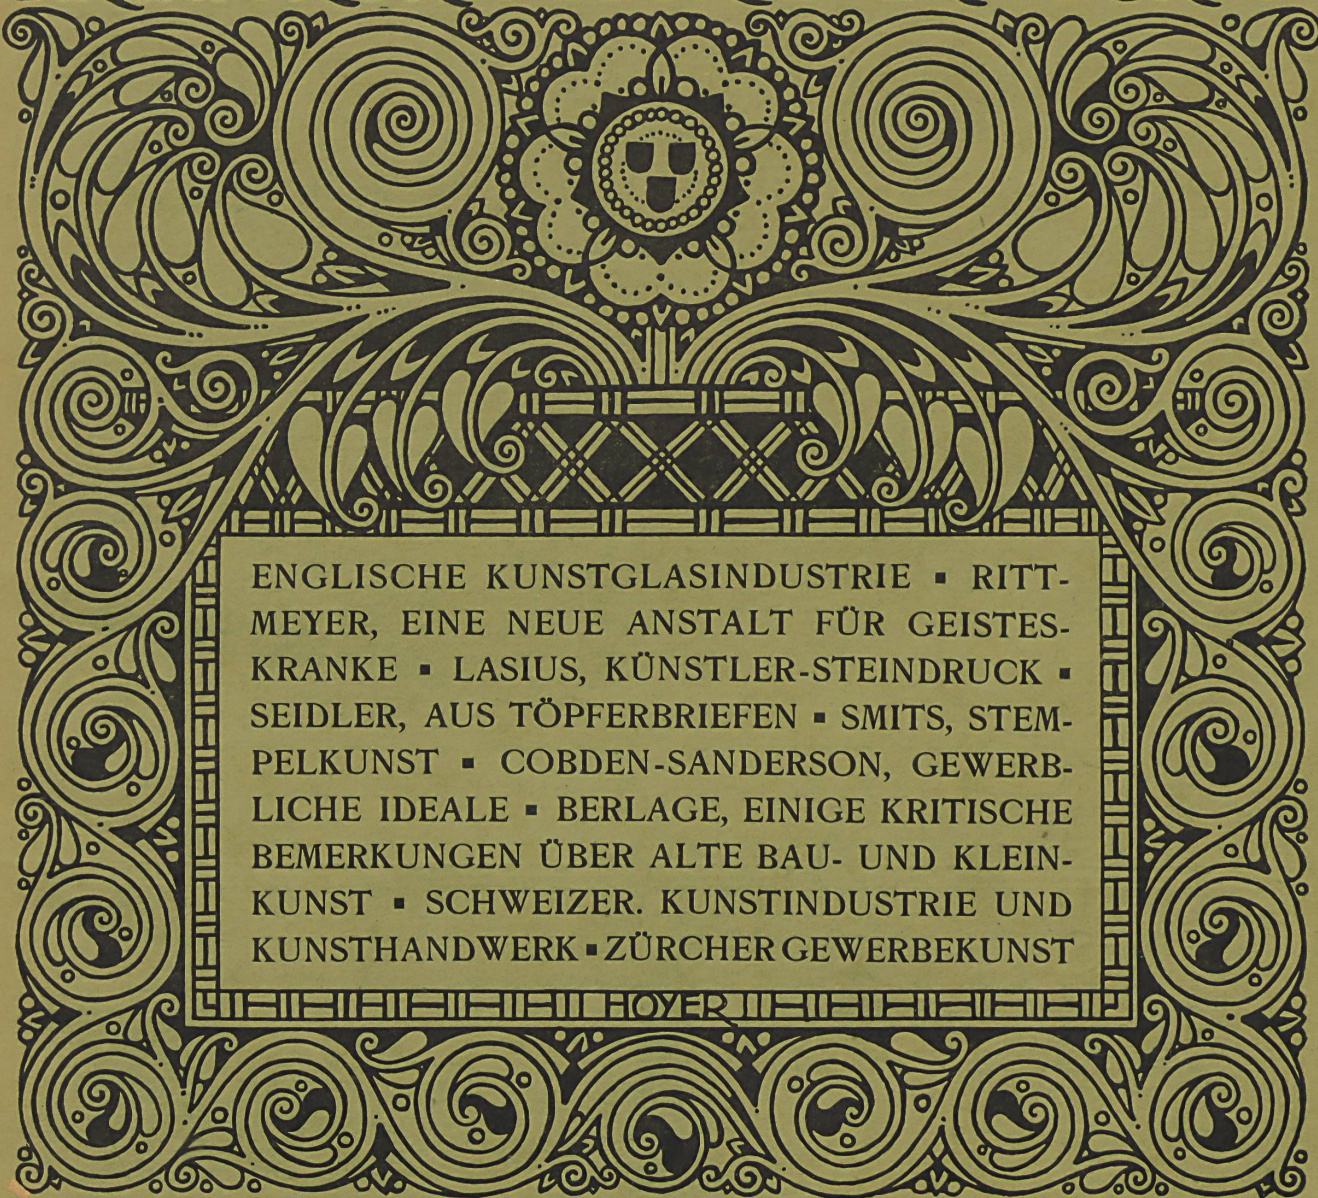 ENGLISCHE KUNSTGLASINDUSTRIE ▪ RITT-
MEYER, EINE NEUE ANSTALT FÜR GEISTES-
KRANKE ▪ LASIUS, KÜNSTLER-STEINDRUCK ▪
SEIDLER, AUS TÖPFERBRIEFEN ▪ SMITS, STEM-
PELKUNST ▪ COBDEN-SANDERSON, GEWERB-
LICHE IDEALE ▪ BERLAGE, EINIGE KRITISCHE
BEMERKUNGEN ÜBER ALTE BAU- UND KLEIN-
KUNST ▪ SCHWEIZER. KUNSTINDUSTRIE UND
KUNSTHANDWERK ▪ ZÜRCHER GEWERBEKUNST
HOYER